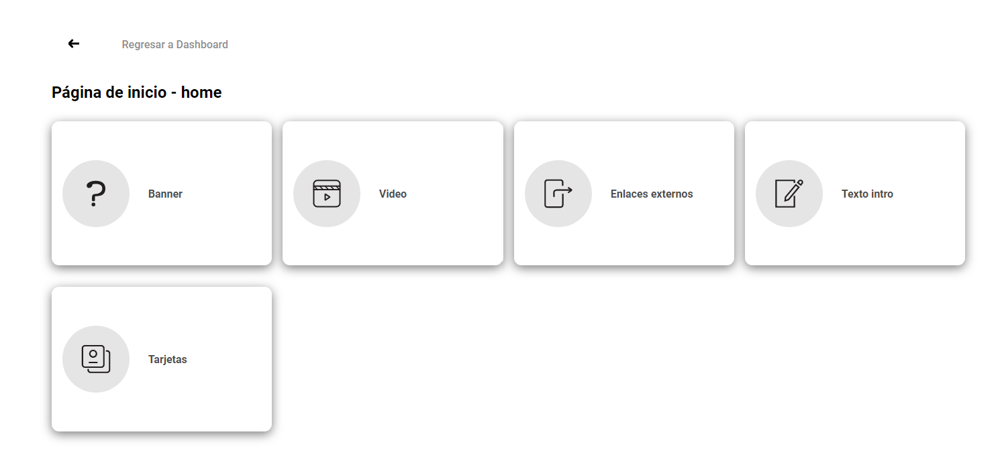 Regresar a Dashboard
Página de inicio - home
Banner
Video
Enlaces externos
Texto intro
Tarjetas